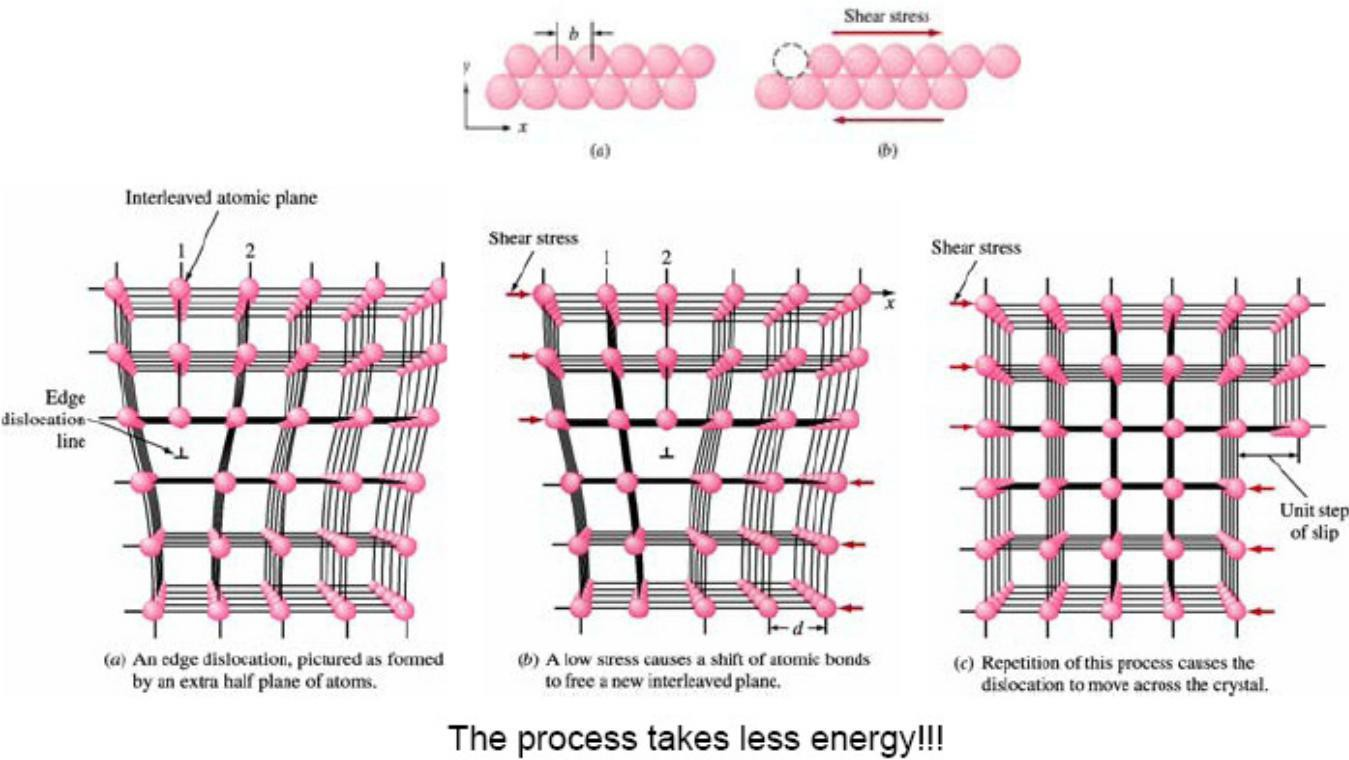 Shear stress
b
y
x
(a)
(b)
Interleaved atomic plane
1 2
Edge
dislocation
line
(a) An edge dislocation, pictured as formed
by an extra half plane of atoms.
Shear stress
1 2
x
d
(b) A low stress causes a shift of atomic bonds
to free a new interleaved plane.
Shear stress
Unit step
of slip
(c) Repetition of this process causes the
dislocation to move across the crystal.
The process takes less energy!!!